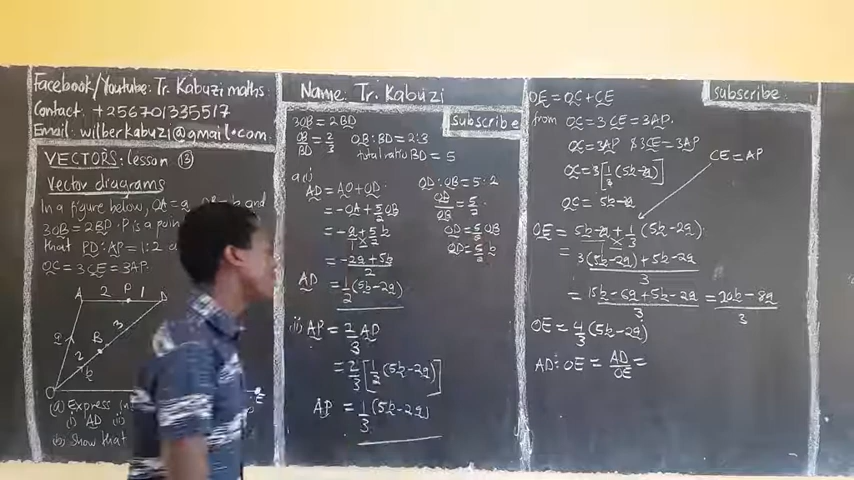 Facebook/Youtube: Tr. Kabuzi maths
Contact: +256701335517
Email: wilberkabuzi@gmail.com
VECTORS: lesson 13
Vector diagrams
In a figure below, OA = a, b and
3OB = 2BD. P is a
that PD:AP = 1:2
OC = 3CE = 3AP.
A 2 P 1 D
a 3
B
2
b
O E
(a) Express
(i) AD (ii)
(b) Show that
Name: Tr. Kabuzi
subscribe
3OB = 2BD
OB/BD = 2/3 OB:BD = 2:3
total ratio BD = 5
a(i)
AD = AO + OD
= -OA + 5/2 OB
= -a/1 + 5/2 b
= -2a + 5b / 2
AD = 1/2 (5b - 2a)
OD:OB = 5:2
OD/OB = 5/2
OD = 5/2 OB
OD = 5/2 b
(ii) AP = 2/3 AD
= 2/3 [1/2 (5b - 2a)]
AP = 1/3 (5b - 2a)
subscribe
OE = OC + CE
from OC = 3CE = 3AP.
OC = 3AP & 3CE = 3AP
OC = 3[1/3 (5b - 2a)]
CE = AP
OC = 5b - 2a
OE = 5b - 2a/1 + 1/3 (5b - 2a)
= 3(5b - 2a) + 5b - 2a / 3
= 15b - 6a + 5b - 2a / 3 = 20b - 8a / 3
OE = 4/3 (5b - 2a)
AD:OE = AD/OE =